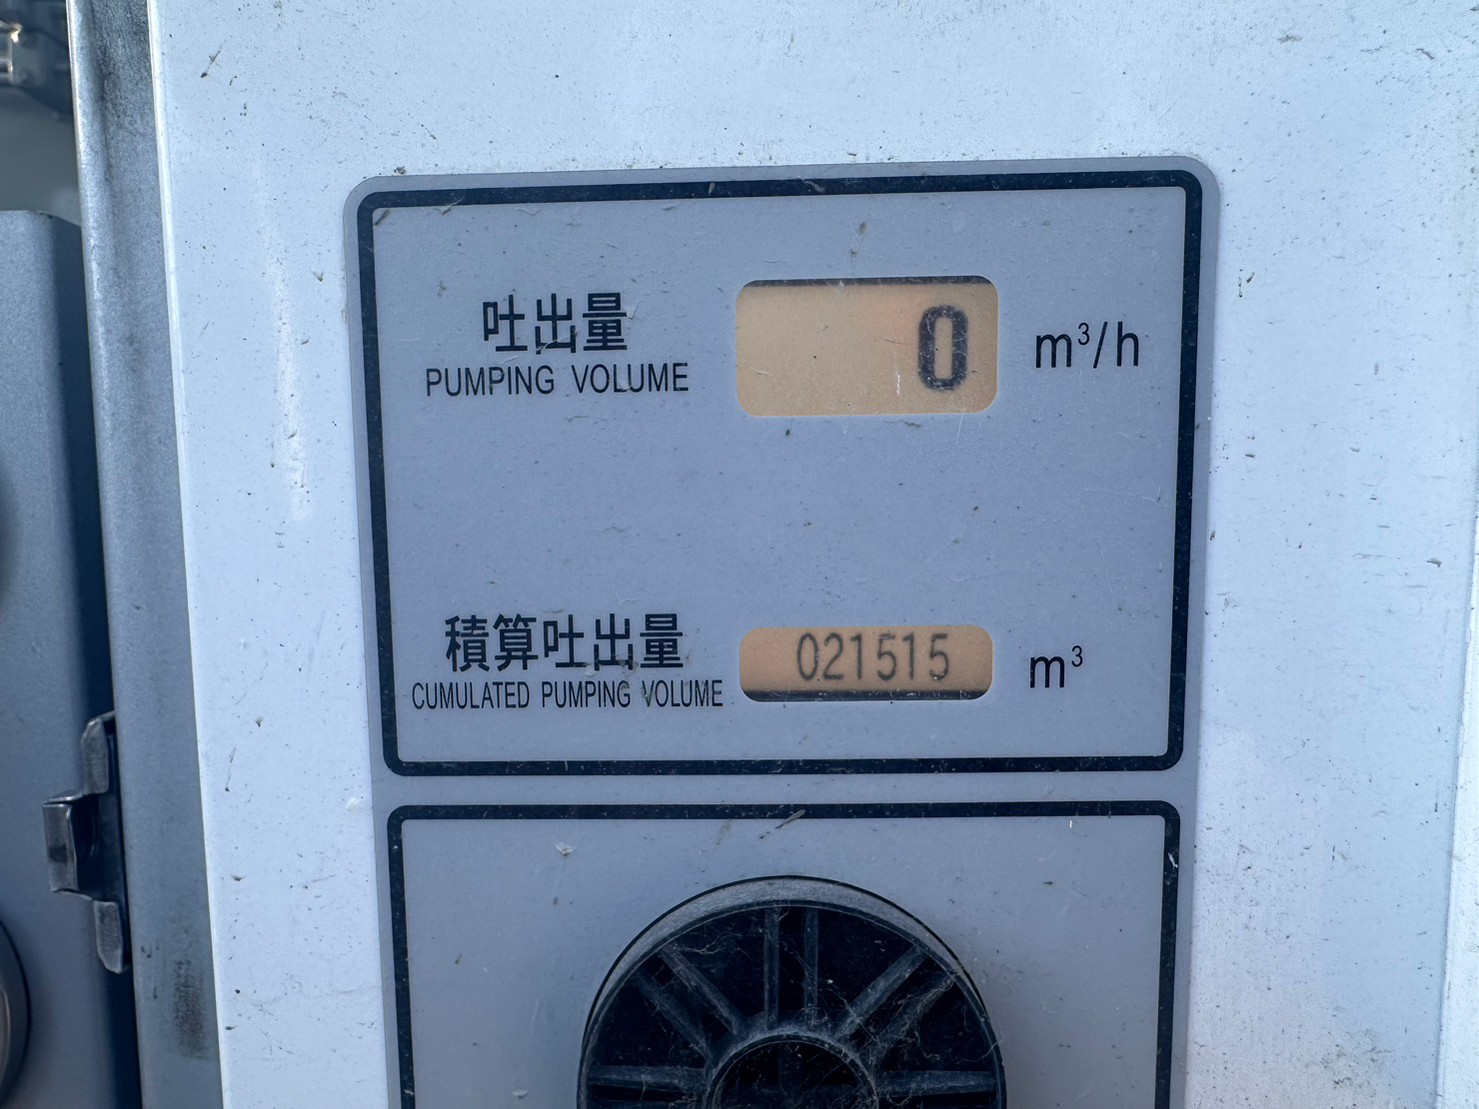 吐出量
PUMPING VOLUME
0 m³/h
積算吐出量
CUMULATED PUMPING VOLUME
021515 m³